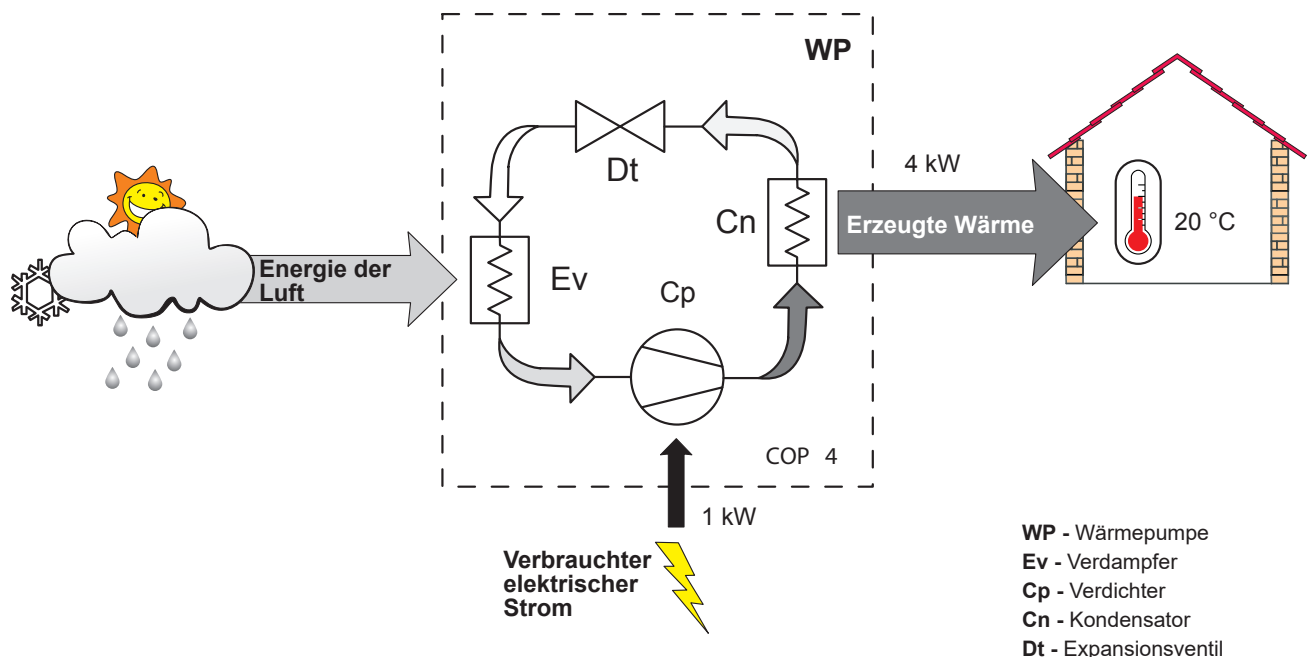 WP
Dt
4 kW
Cn
Erzeugte Wärme
20 °C
Energie der
Luft
Ev
Cp
COP 4
1 kW
Verbrauchter
elektrischer
Strom
WP - Wärmepumpe
Ev - Verdampfer
Cp - Verdichter
Cn - Kondensator
Dt - Expansionsventil